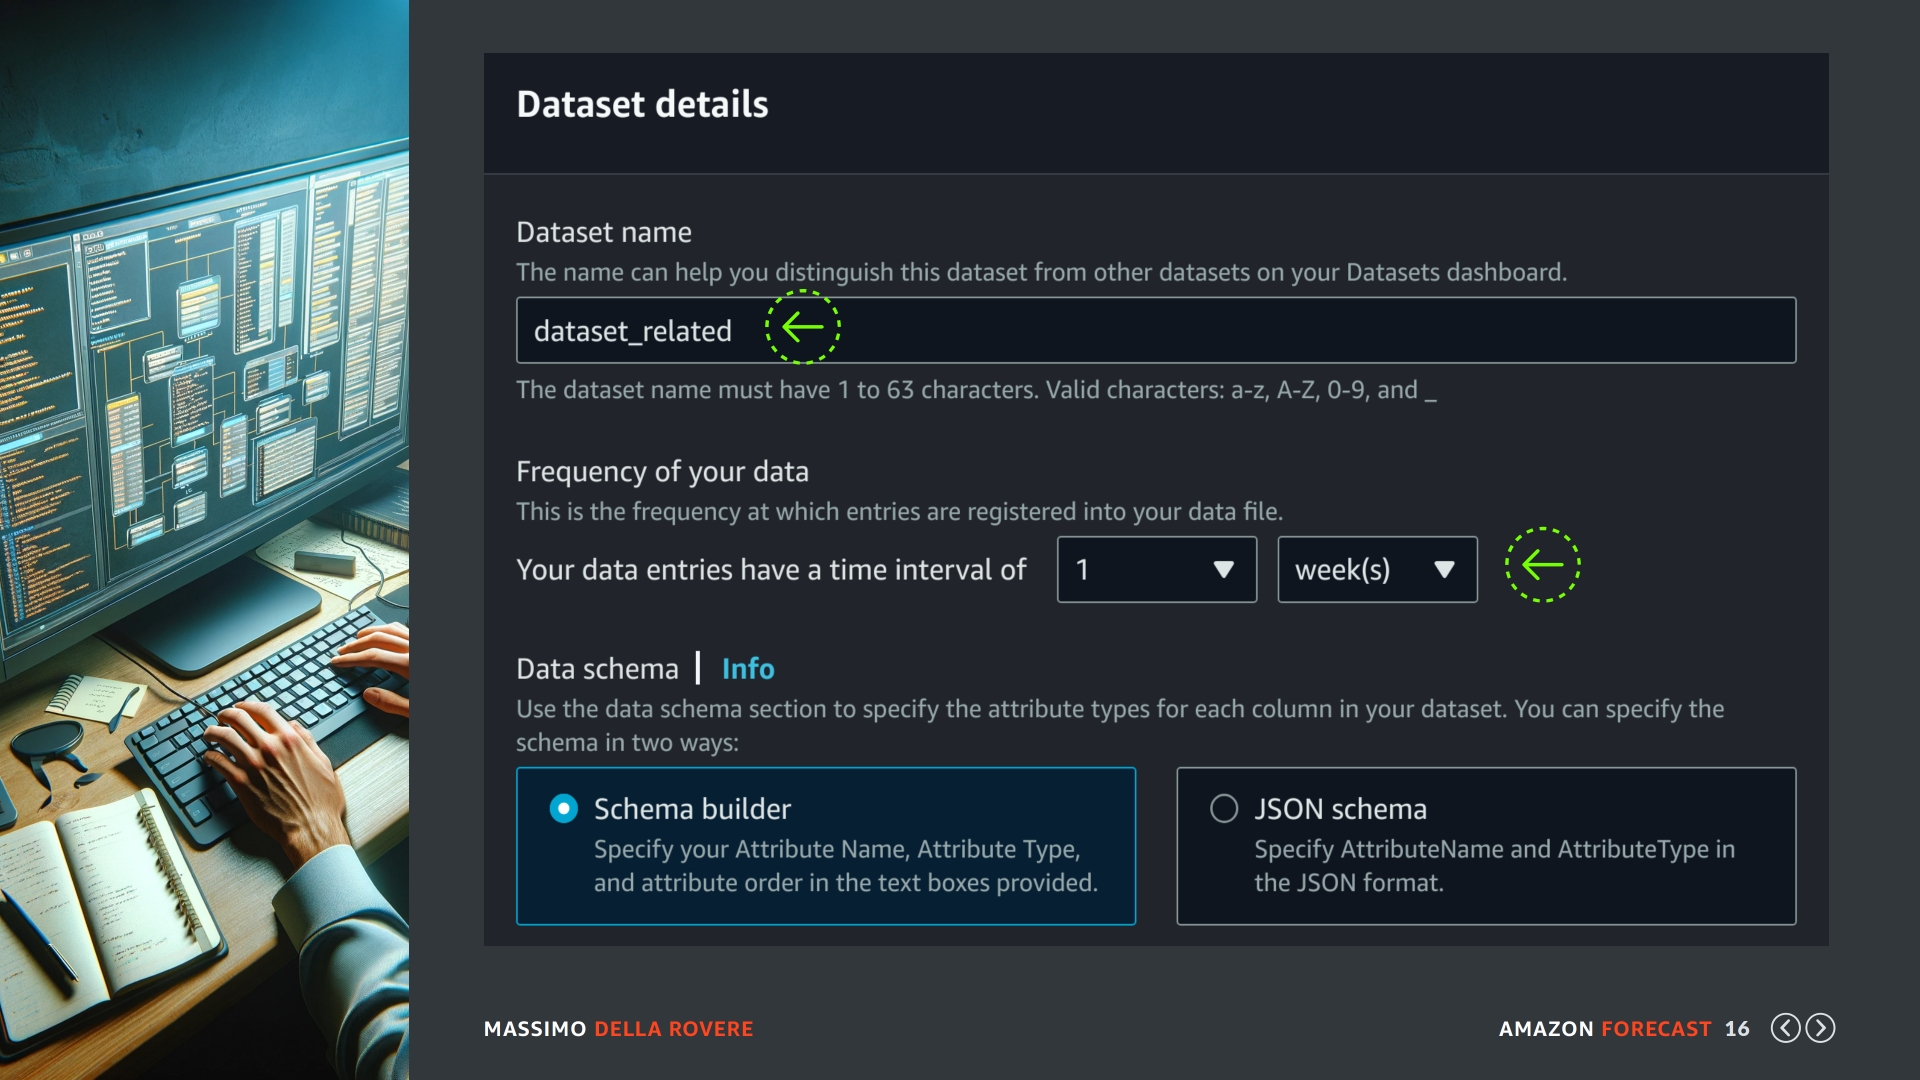 Dataset details
Dataset name
The name can help you distinguish this dataset from other datasets on your Datasets dashboard.
dataset_related
The dataset name must have 1 to 63 characters. Valid characters: a-z, A-Z, 0-9, and _
Frequency of your data
This is the frequency at which entries are registered into your data file.
Your data entries have a time interval of 1 week(s)
Data schema | Info
Use the data schema section to specify the attribute types for each column in your dataset. You can specify the
schema in two ways:
Schema builder
Specify your Attribute Name, Attribute Type,
and attribute order in the text boxes provided.
JSON schema
Specify AttributeName and AttributeType in
the JSON format.
MASSIMO DELLA ROVERE
AMAZON FORECAST 16